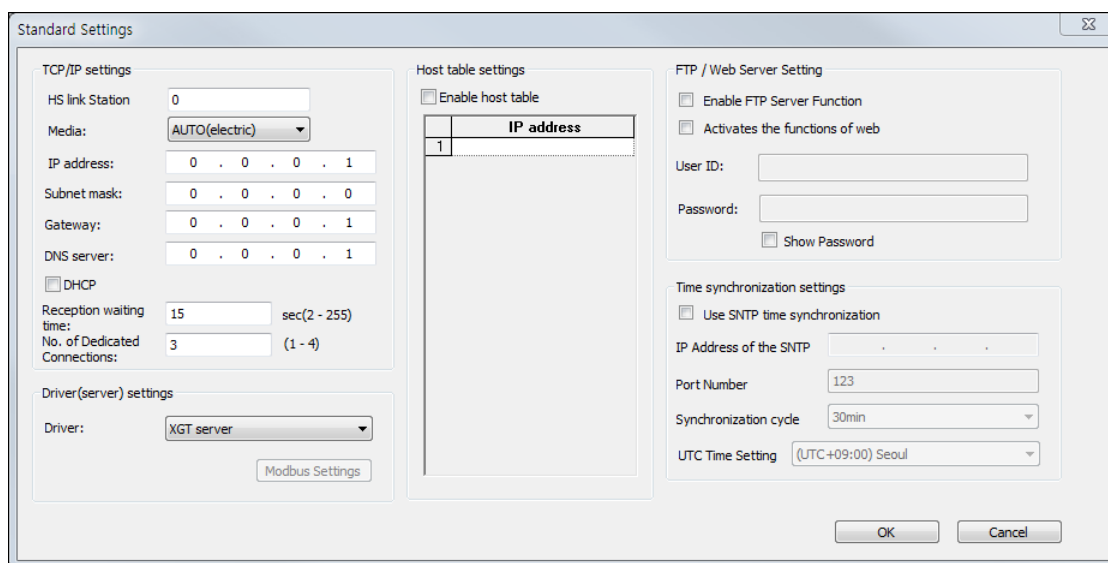 Standard Settings
TCP/IP settings
HS link Station 0
Media: AUTO(electric)
IP address: 0 . 0 . 0 . 1
Subnet mask: 0 . 0 . 0 . 0
Gateway: 0 . 0 . 0 . 1
DNS server: 0 . 0 . 0 . 1
DHCP
Reception waiting
time:
15 sec(2 - 255)
No. of Dedicated
Connections:
3 (1 - 4)
Driver(server) settings
Driver: XGT server
Modbus Settings
Host table settings
Enable host table
IP address
1
FTP / Web Server Setting
Enable FTP Server Function
Activates the functions of web
User ID:
Password:
Show Password
Time synchronization settings
Use SNTP time synchronization
IP Address of the SNTP . . .
Port Number 123
Synchronization cycle 30min
UTC Time Setting (UTC+09:00) Seoul
OK Cancel